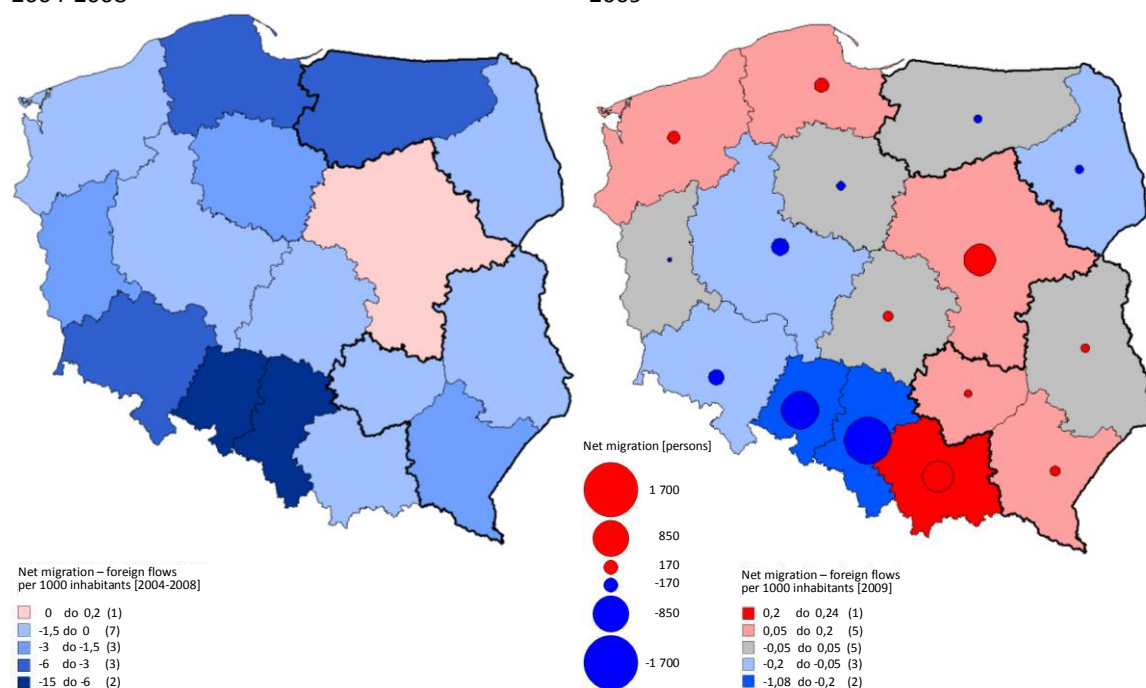 2004-2008
2009
Net migration – foreign flows
per 1000 inhabitants [2004-2008]
0 do 0,2 (1)
-1,5 do 0 (7)
-3 do -1,5 (3)
-6 do -3 (3)
-15 do -6 (2)
Net migration [persons]
1 700
850
170
-170
-850
-1 700
Net migration – foreign flows
per 1000 inhabitants [2009]
0,2 do 0,24 (1)
0,05 do 0,2 (5)
-0,05 do 0,05 (5)
-0,2 do -0,05 (3)
-1,08 do -0,2 (2)